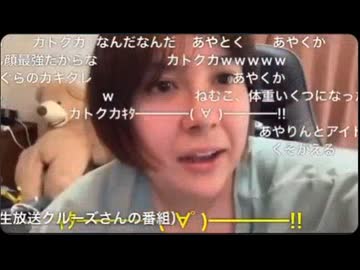 カトクカ なんだなんだ あやとく あやくか
顔最強だからな カトクカｗｗｗｗｗ
くらのカキタレ あやくか
ｗ ねむこ、体重いくつになった
カトクカｷﾀ━━━━(ﾟ∀ﾟ)━━━━!!
あやりんとアイト
くそかえる
生放送クルーズさんの番組)
(ﾟ∀ﾟ)━━━━!!